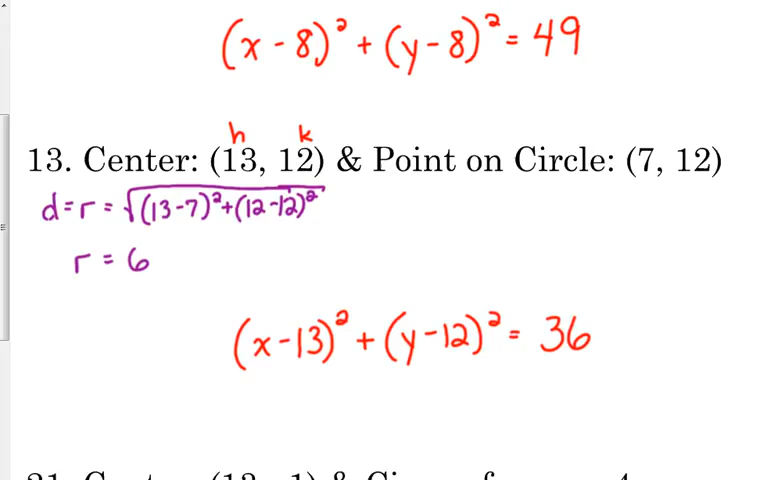 (x - 8)² + (y - 8)² = 49
h k
13. Center: (13, 12) & Point on Circle: (7, 12)
d = r = √(13 - 7)² + (12 - 12)²
r = 6
(x - 13)² + (y - 12)² = 36